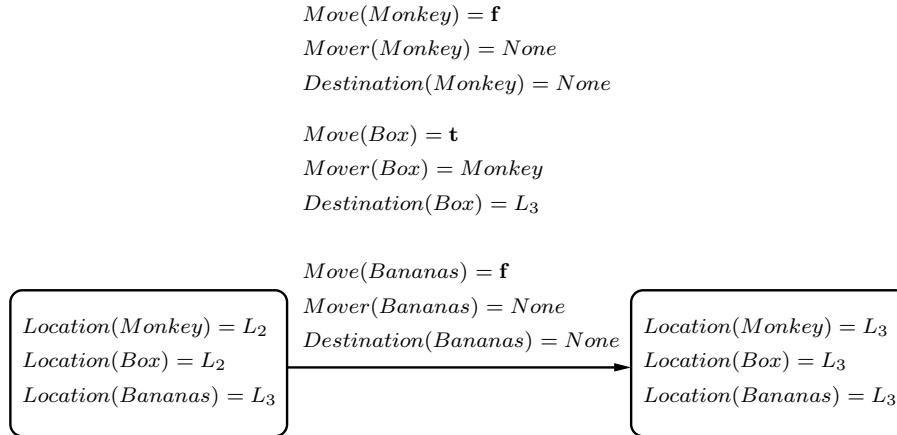 Move(Monkey) = f
Mover(Monkey) = None
Destination(Monkey) = None
Move(Box) = t
Mover(Box) = Monkey
Destination(Box) = L₃
Move(Bananas) = f
Mover(Bananas) = None
Destination(Bananas) = None
Location(Monkey) = L₂
Location(Box) = L₂
Location(Bananas) = L₃
Location(Monkey) = L₃
Location(Box) = L₃
Location(Bananas) = L₃